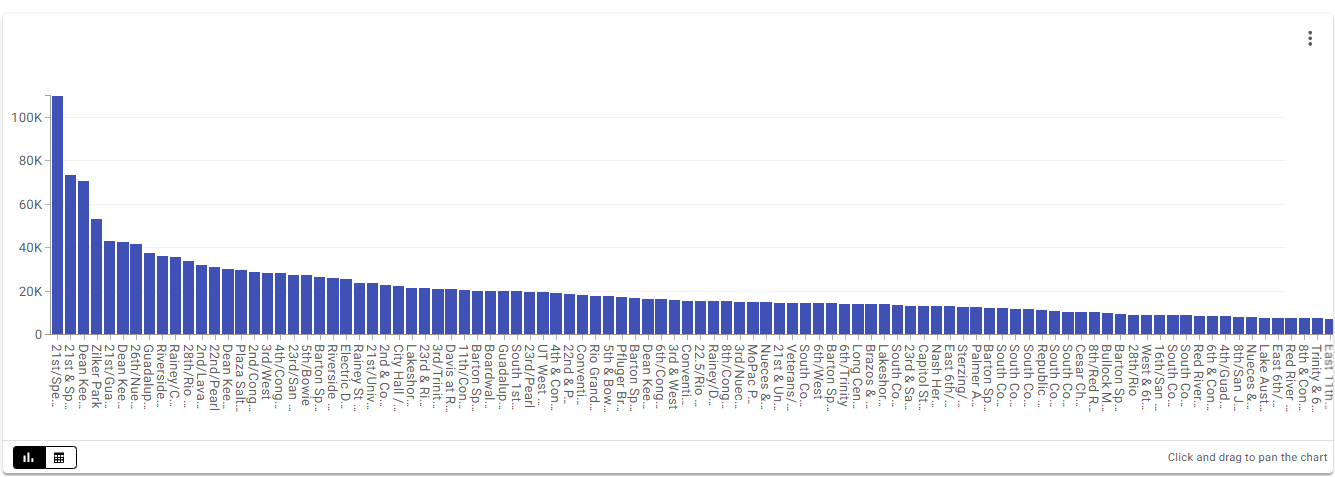 100K
80K
60K
40K
20K
0
21st/Spe...
21st & Sp...
Dean Kee...
Zilker Park
21st/Gua...
Dean Kee...
26th/Nue...
Guadalup...
Riverside...
Rainey/C...
28th/Rio ...
2nd/Lava...
22nd/Pearl
Dean Kee...
Plaza Salt...
2nd/Cong...
3rd/West
4th/Cong...
23rd/San ...
5th/Bowie
Barton Sp...
Riverside ...
Electric D...
Rainey St ...
21st/Univ...
2nd & Co...
City Hall /...
Lakeshor...
23rd & Ri...
3rd/Trinit...
Davis at R...
11th/Con...
Barton Sp...
Boardwal...
Guadalup...
South 1st...
23rd/Pearl
UT West ...
4th & Con...
22nd & P...
Conventi...
Rio Grand...
5th & Bow...
Pfluger Br...
Barton Sp...
Dean Kee...
6th/Cong...
3rd & West
Conventi...
22.5/Rio ...
Rainey/D...
8th/Cong...
3rd/Nuec...
MoPac P...
Nueces &...
21st & Un...
Veterans/...
South Co...
6th/West
Barton Sp...
6th/Trinity
Long Cen...
Brazos & ...
Lakeshor...
South Co...
23rd & Sa...
Capitol St...
Nash Her...
East 6th/...
Sterzing/...
Palmer A...
Barton Sp...
South Co...
South Co...
South Co...
Republic ...
South Co...
South Co...
Cesar Ch...
8th/Red R...
Bullock M...
Barton Sp...
28th/Rio
West & 6t...
16th/San ...
South Co...
South Co...
Red River...
6th & Con...
4th/Guad...
8th/San J...
Nueces &...
Lake Aust...
East 6th/...
Red River ...
8th & Con...
Trinity & 6...
East 11th...
Click and drag to pan the chart